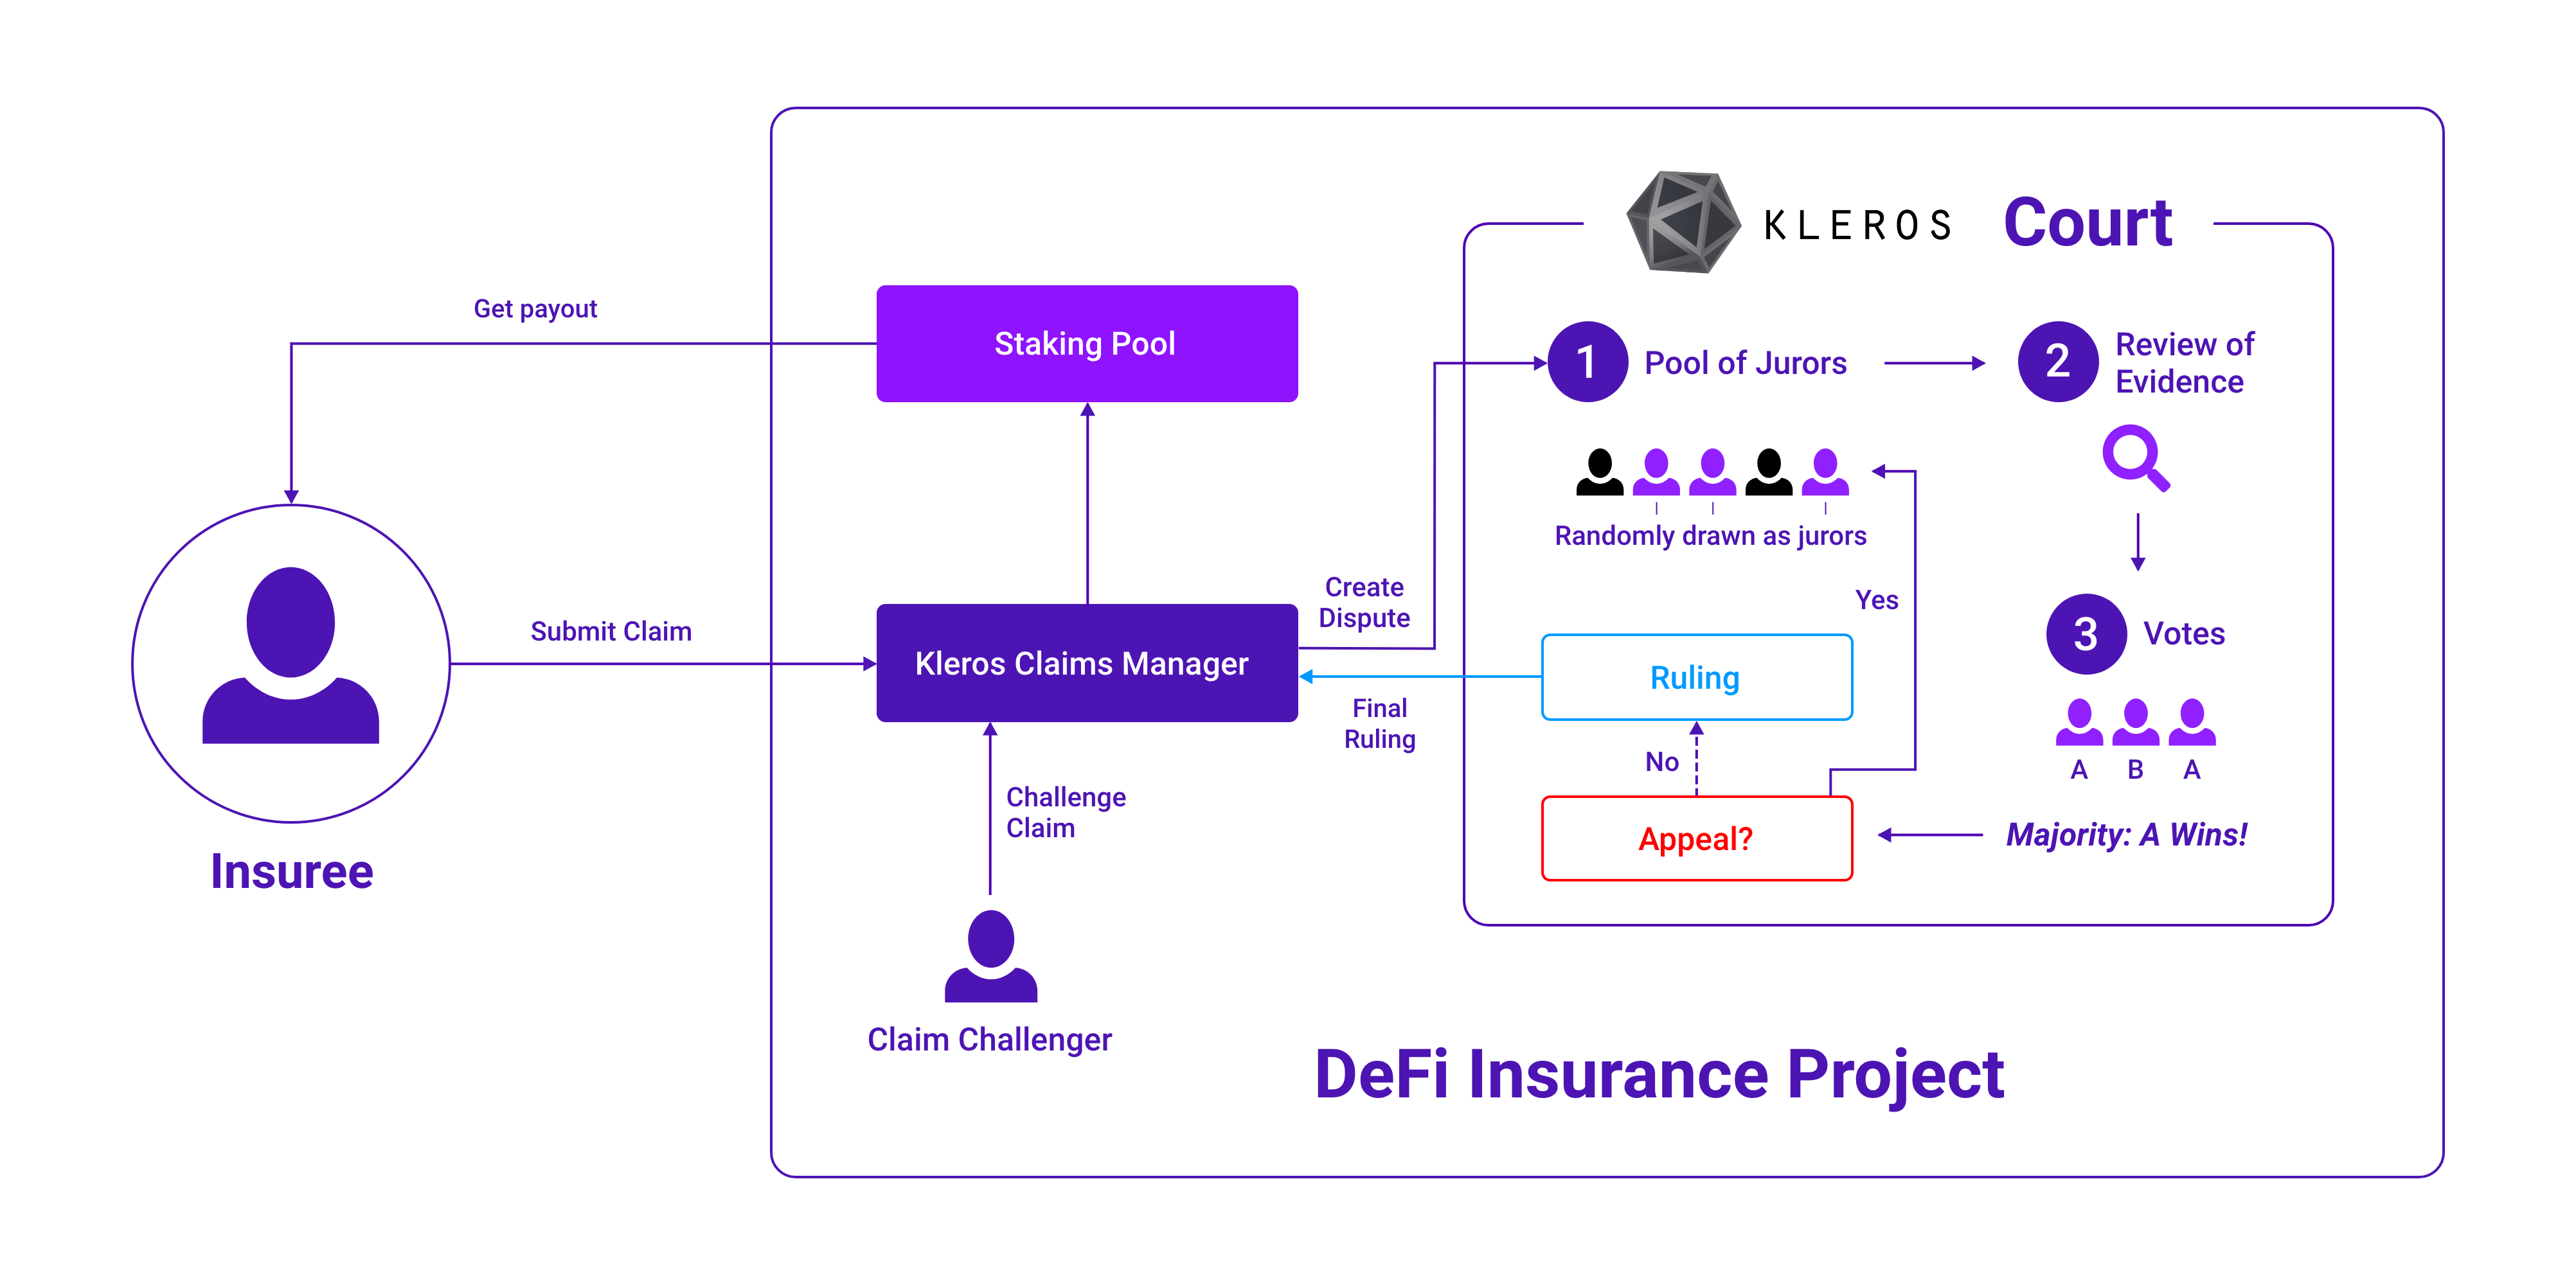 KLEROS Court
Get payout
Staking Pool
1 Pool of Jurors
2 Review of
Evidence
Randomly drawn as jurors
Submit Claim
Kleros Claims Manager
Create
Dispute
Yes
Ruling
3 Votes
Final
Ruling
No
A B A
Challenge
Claim
Appeal?
Majority: A Wins!
Insuree
Claim Challenger
DeFi Insurance Project